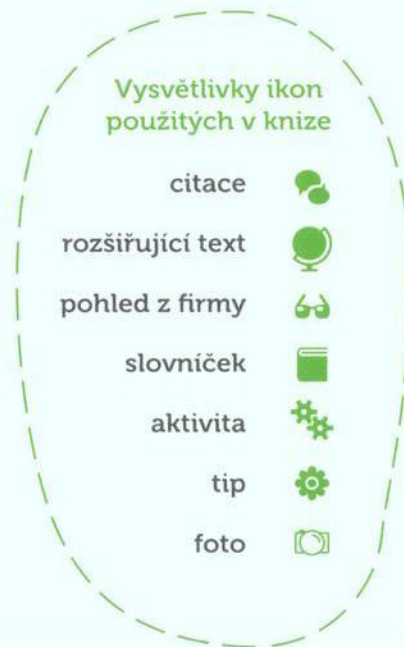 Vysvětlivky ikon
použitých v knize
citace
rozšiřující text
pohled z firmy
slovníček
aktivita
tip
foto